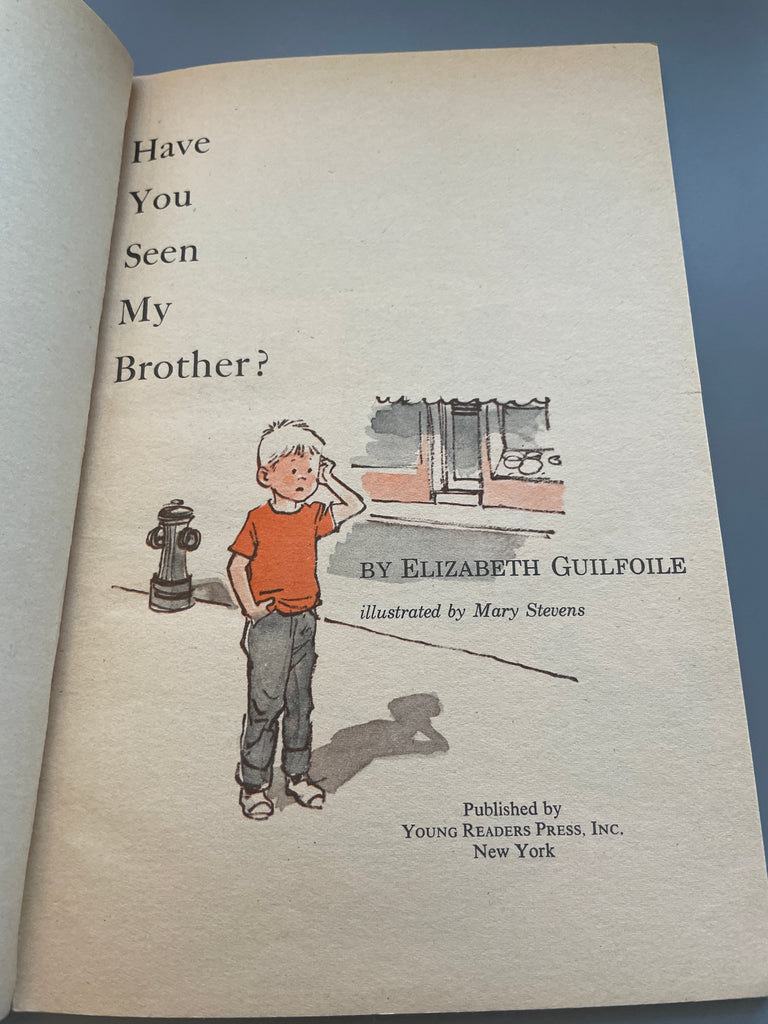 Have
You
Seen
My
Brother?
BY ELIZABETH GUILFOILE
illustrated by Mary Stevens
Published by
YOUNG READERS PRESS, INC.
New York